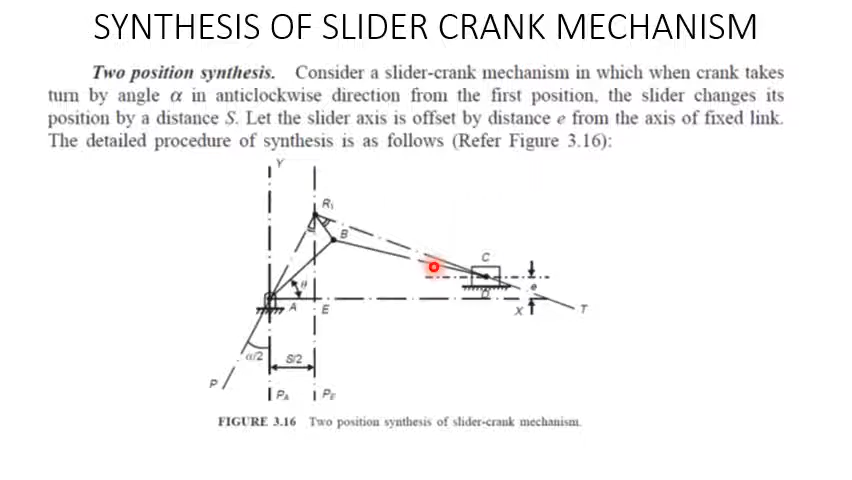 SYNTHESIS OF SLIDER CRANK MECHANISM
Two position synthesis. Consider a slider-crank mechanism in which when crank takes
turn by angle α in anticlockwise direction from the first position, the slider changes its
position by a distance S. Let the slider axis is offset by distance e from the axis of fixed link.
The detailed procedure of synthesis is as follows (Refer Figure 3.16):
Y
R₁
B
C
θ
e
A
E
D
X
T
α/2
S/2
P
P_A
P_E
FIGURE 3.16 Two position synthesis of slider-crank mechanism.